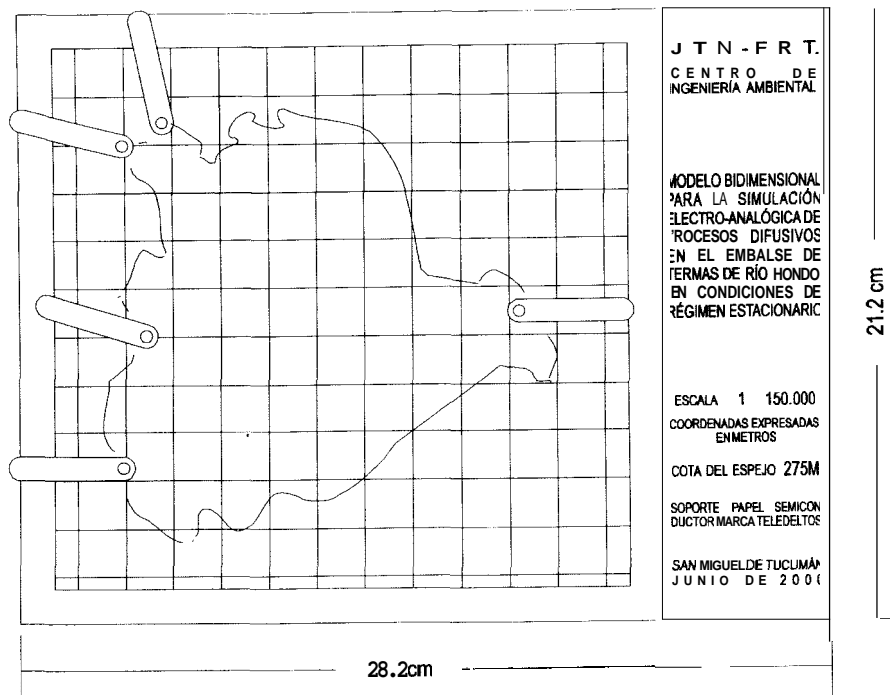 JTN-FRT.
CENTRO DE
INGENIERÍA AMBIENTAL
MODELO BIDIMENSIONAL
PARA LA SIMULACIÓN
ELECTRO-ANALÓGICA DE
PROCESOS DIFUSIVOS
EN EL EMBALSE DE
TERMAS DE RÍO HONDO
EN CONDICIONES DE
RÉGIMEN ESTACIONARIC
21.2 cm
ESCALA 1 150.000
COORDENADAS EXPRESADAS
EN METROS
COTA DEL ESPEJO 275M
SOPORTE PAPEL SEMICON
DUCTOR MARCA TELEDELTOS
SAN MIGUEL DE TUCUMÁN
JUNIO DE
28.2cm